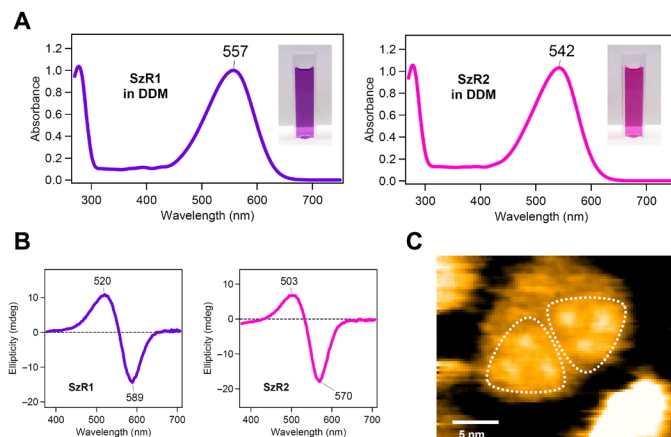 A
557
SzR1
in DDM
Absorbance
1.2
1.0
0.8
0.6
0.4
0.2
0.0
300 400 500 600 700
Wavelength (nm)
542
SzR2
in DDM
Absorbance
1.2
1.0
0.8
0.6
0.4
0.2
0.0
300 400 500 600 700
Wavelength (nm)
B
520
Ellipticity (mdeg)
10
0
−10
−20
SzR1
589
400 500 600 700
Wavelength (nm)
503
Ellipticity (mdeg)
10
0
−10
−20
SzR2
570
400 500 600 700
Wavelength (nm)
C
5 nm